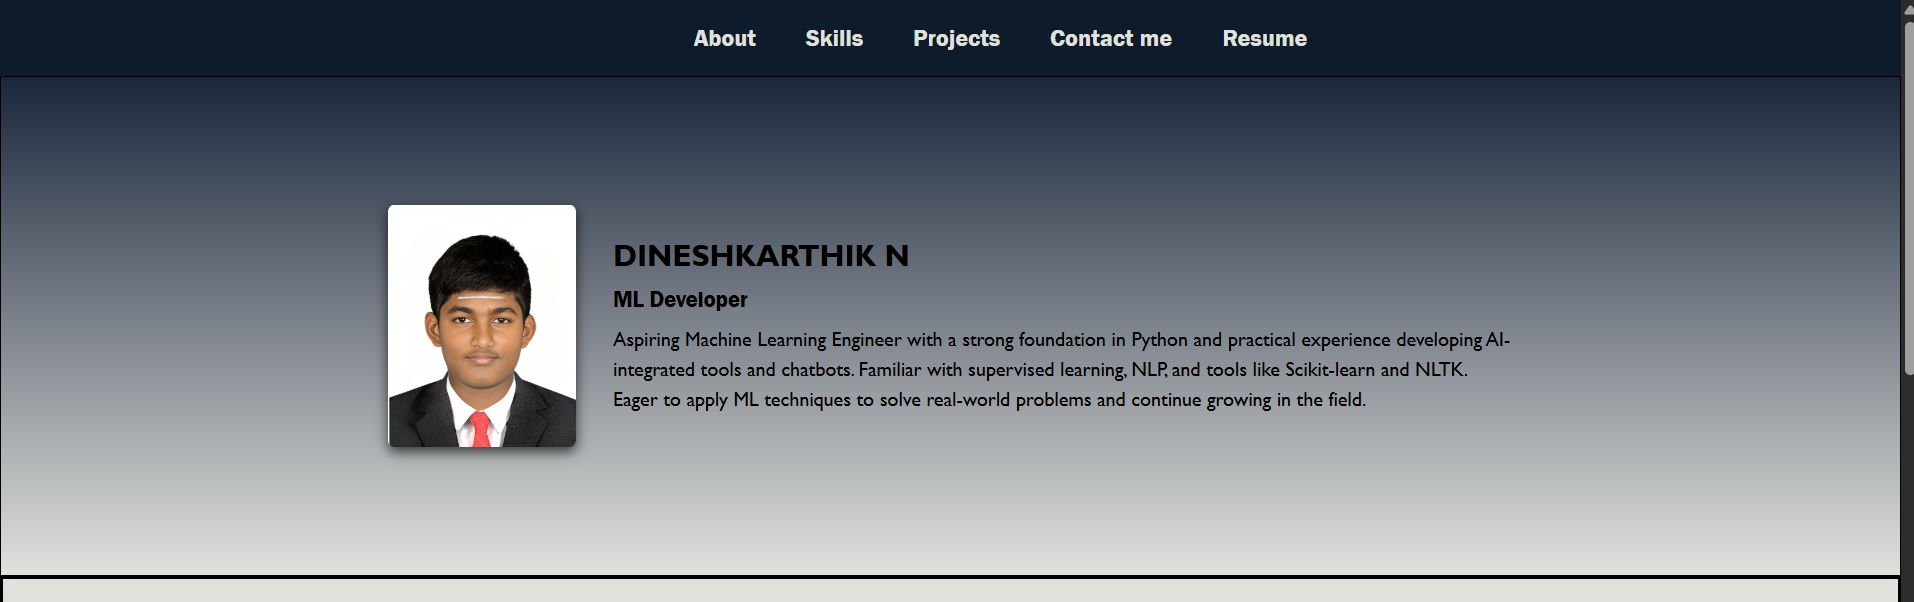 About Skills Projects Contact me Resume
DINESHKARTHIK N
ML Developer
Aspiring Machine Learning Engineer with a strong foundation in Python and practical experience developing AI-
integrated tools and chatbots. Familiar with supervised learning, NLP, and tools like Scikit-learn and NLTK.
Eager to apply ML techniques to solve real-world problems and continue growing in the field.